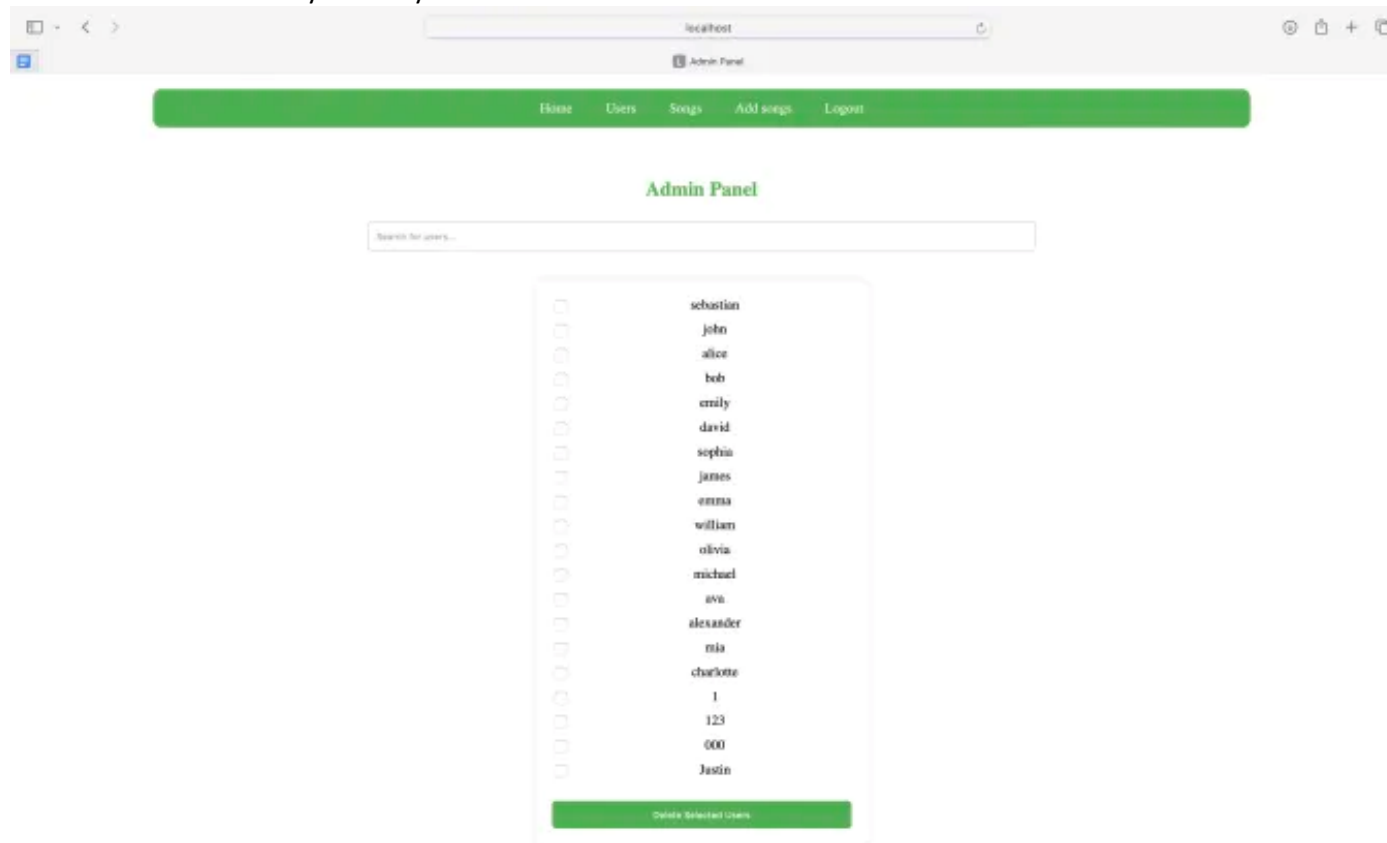 localhost
Admin Panel
Home Users Songs Add songs Logout
Admin Panel
Search for users...
sebastian
john
alice
bob
emily
david
sophia
james
emma
william
olivia
michael
ava
alexander
mia
charlotte
1
123
000
Justin
Delete Selected Users